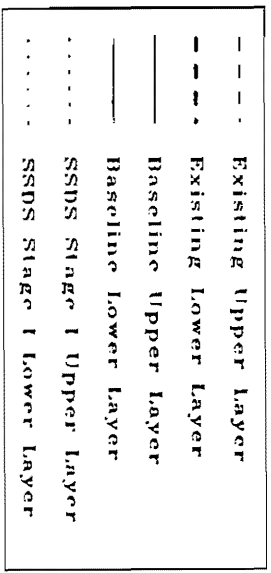 Existing Upper Layer
Existing Lower Layer
Baseline Upper Layer
Baseline Lower Layer
SSDS Stage I Upper Layer
SSDS Stage I Lower Layer